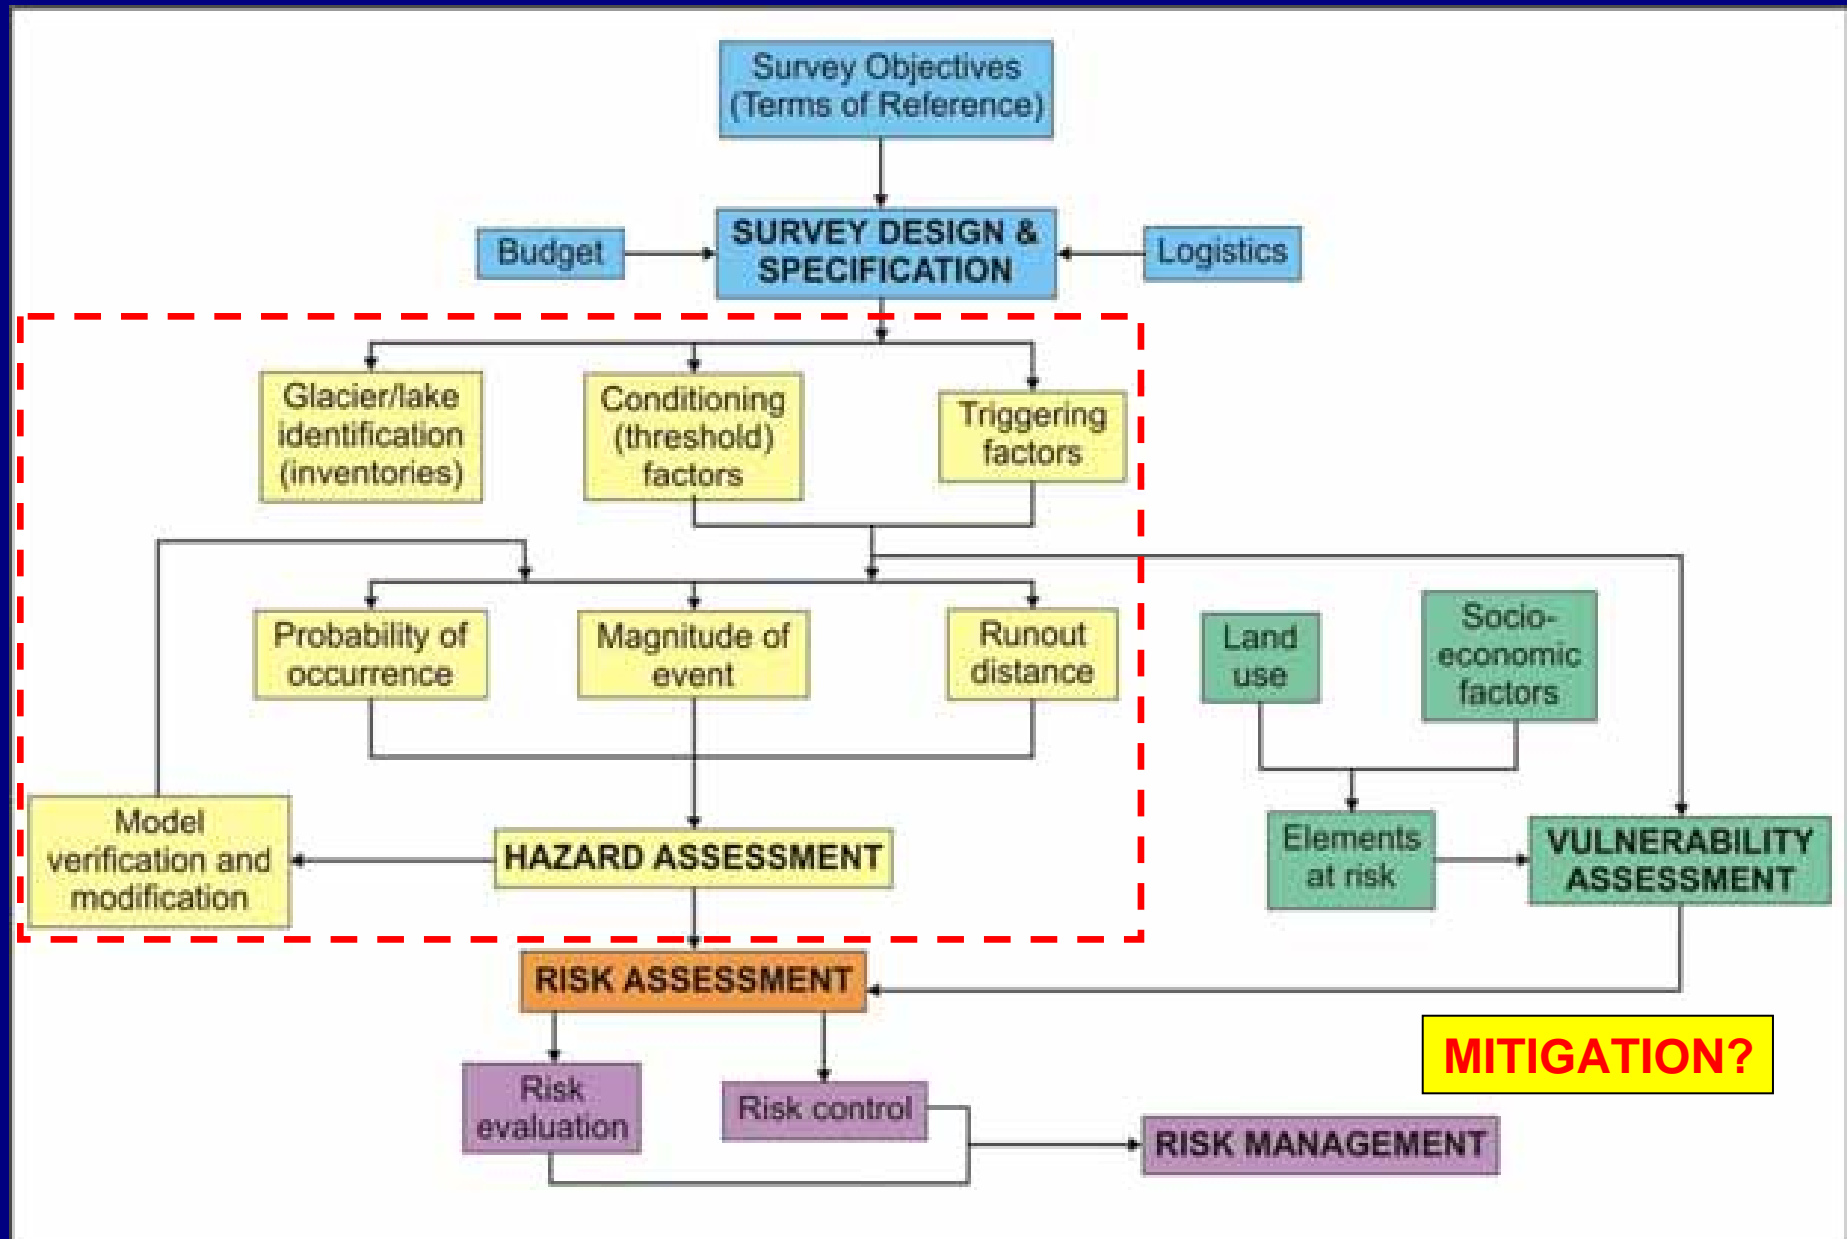 Survey Objectives
(Terms of Reference)
Budget
SURVEY DESIGN &
SPECIFICATION
Logistics
Glacier/lake
identification
(inventories)
Conditioning
(threshold)
factors
Triggering
factors
Probability of
occurrence
Magnitude of
event
Runout
distance
Land
use
Socio-
economic
factors
Model
verification and
modification
HAZARD ASSESSMENT
Elements
at risk
VULNERABILITY
ASSESSMENT
RISK ASSESSMENT
MITIGATION?
Risk
evaluation
Risk control
RISK MANAGEMENT